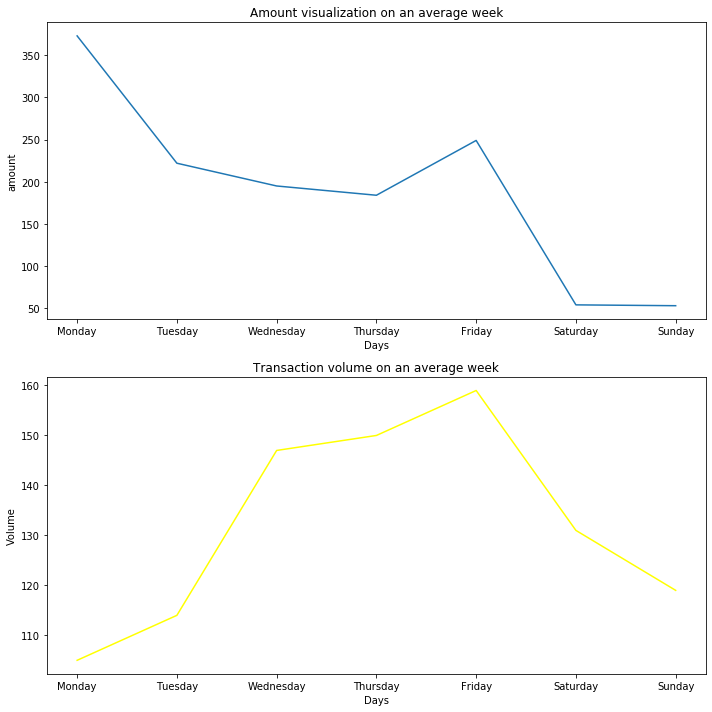 Amount visualization on an average week
350
300
250
200
150
100
50
amount
Monday Tuesday Wednesday Thursday Friday Saturday Sunday
Days
Transaction volume on an average week
160
150
140
130
120
110
Volume
Monday Tuesday Wednesday Thursday Friday Saturday Sunday
Days